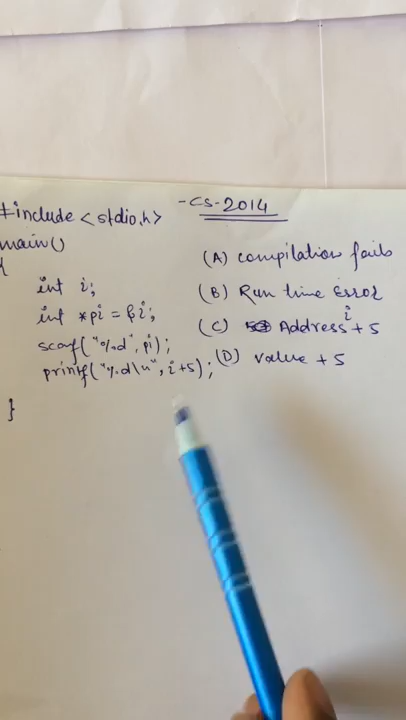 -CS-2014
#include <stdio.h>
main()
{
int i;
int *pi = &i;
scanf("%d", pi);
printf("%d\n", i+5);
}
(A) compilation fails
(B) Run time Error
(C) Address i + 5
(D) value + 5